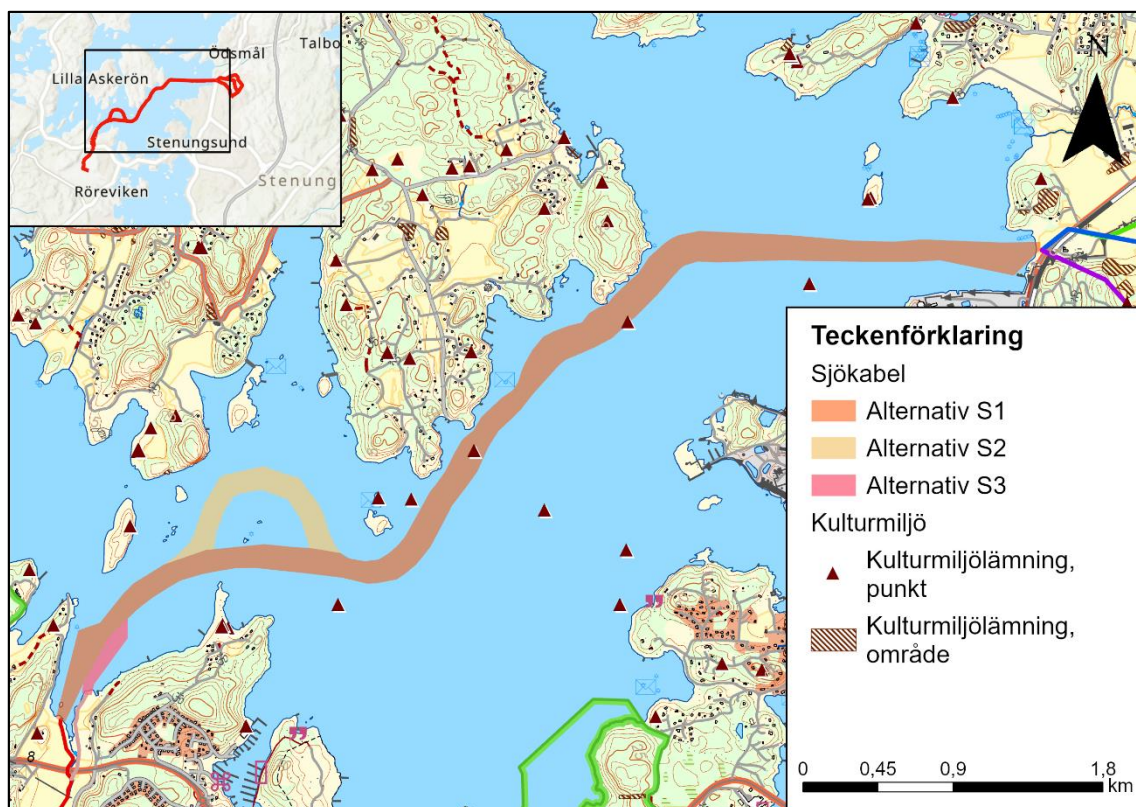 Ödsmål
Talbo
Lilla Askerön
Stenungsund
Stenung
Röreviken
N
Teckenförklaring
Sjökabel
Alternativ S1
Alternativ S2
Alternativ S3
Kulturmiljö
Kulturmiljölämning,
punkt
Kulturmiljölämning,
område
8
0 0,45 0,9 1,8
km